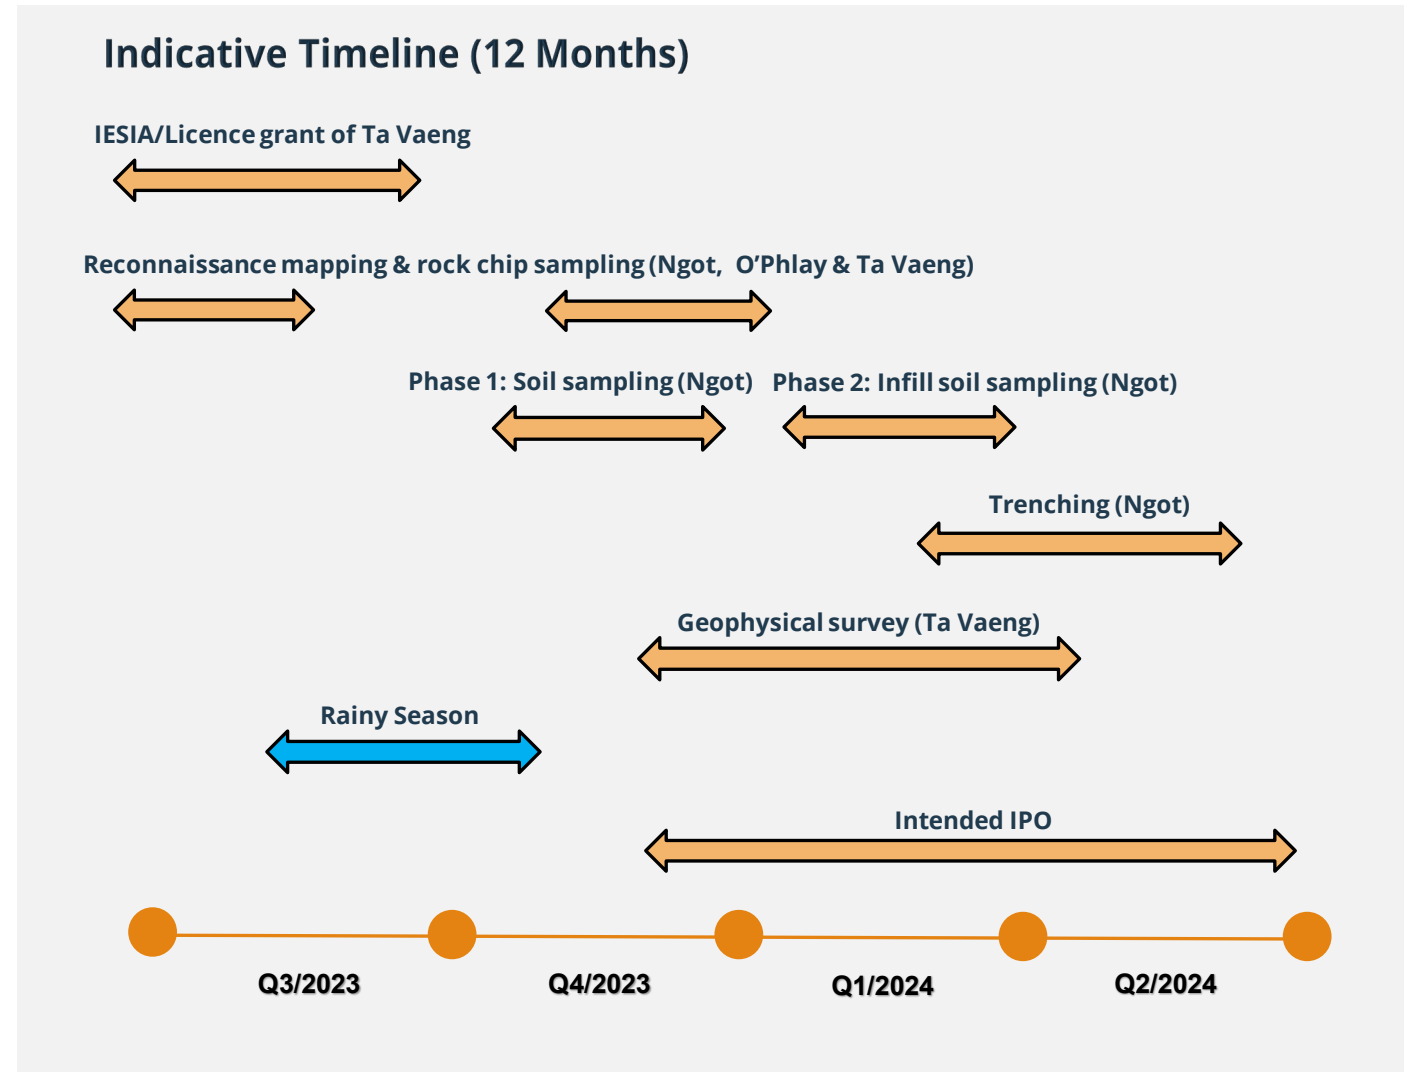 Indicative Timeline (12 Months)
IESIA/Licence grant of Ta Vaeng
Reconnaissance mapping & rock chip sampling (Ngot, O'Phlay & Ta Vaeng)
Phase 1: Soil sampling (Ngot)
Phase 2: Infill soil sampling (Ngot)
Trenching (Ngot)
Geophysical survey (Ta Vaeng)
Rainy Season
Intended IPO
Q3/2023
Q4/2023
Q1/2024
Q2/2024